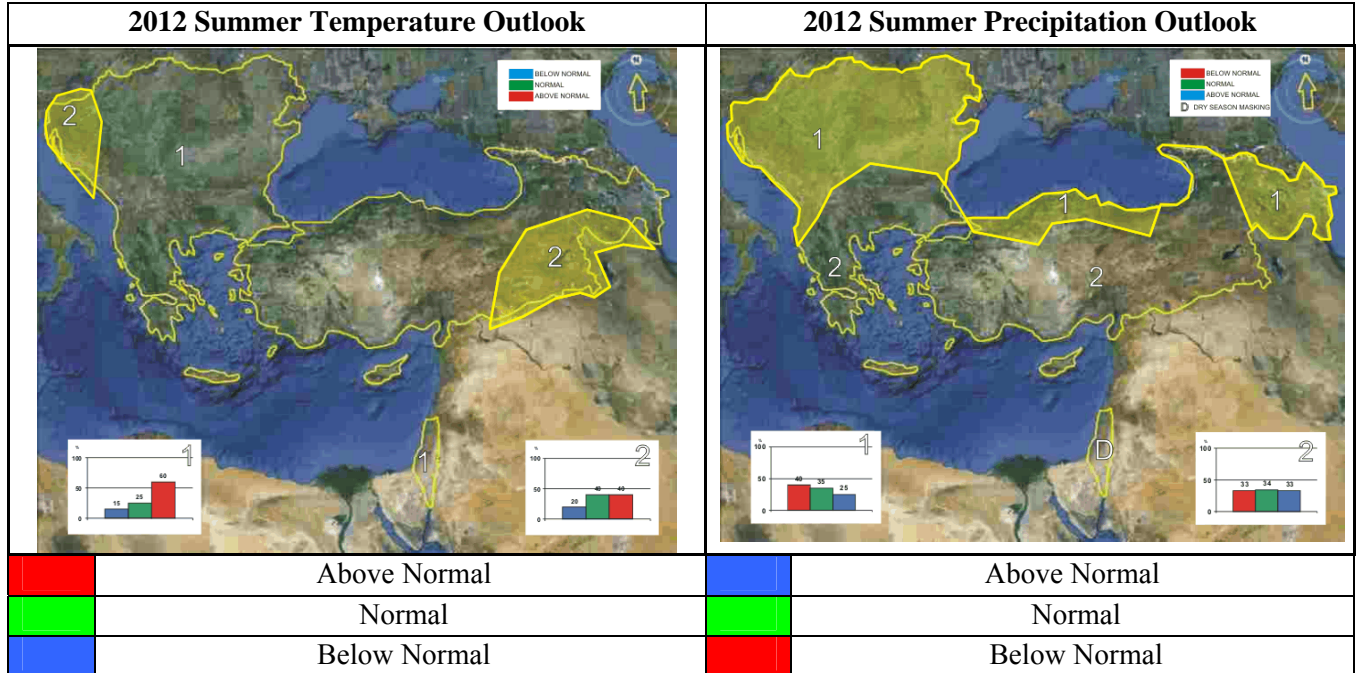 2012 Summer Temperature Outlook
2012 Summer Precipitation Outlook
BELOW NORMAL
NORMAL
ABOVE NORMAL
N
2
1
2
1
%
100
50
0
15
25
60
1
%
100
50
0
20
40
40
2
BELOW NORMAL
NORMAL
ABOVE NORMAL
D DRY SEASON MASKING
N
1
1
1
2
2
D
%
100
50
0
40
35
25
1
%
100
50
0
33
34
33
2
Above Normal
Normal
Below Normal
Above Normal
Normal
Below Normal